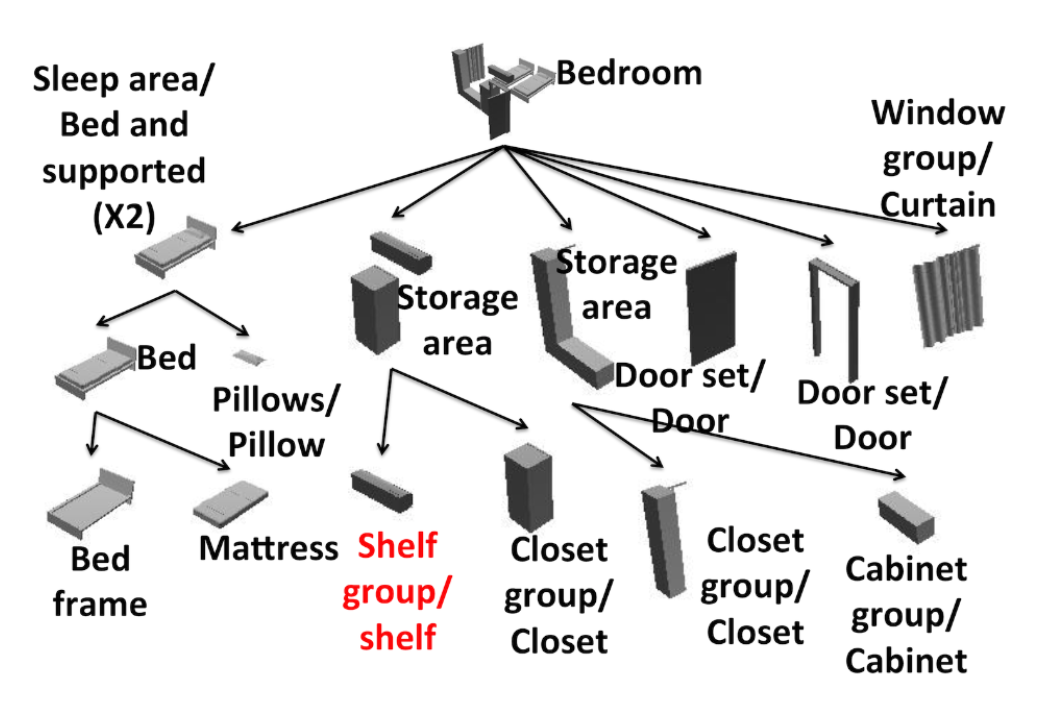 Bedroom
Sleep area/
Bed and
supported
(X2)
Window
group/
Curtain
Storage
area
Storage
area
Door set/
Door
Door set/
Door
Bed
Pillows/
Pillow
Bed
frame
Mattress
Shelf
group/
shelf
Closet
group/
Closet
Closet
group/
Closet
Cabinet
group/
Cabinet